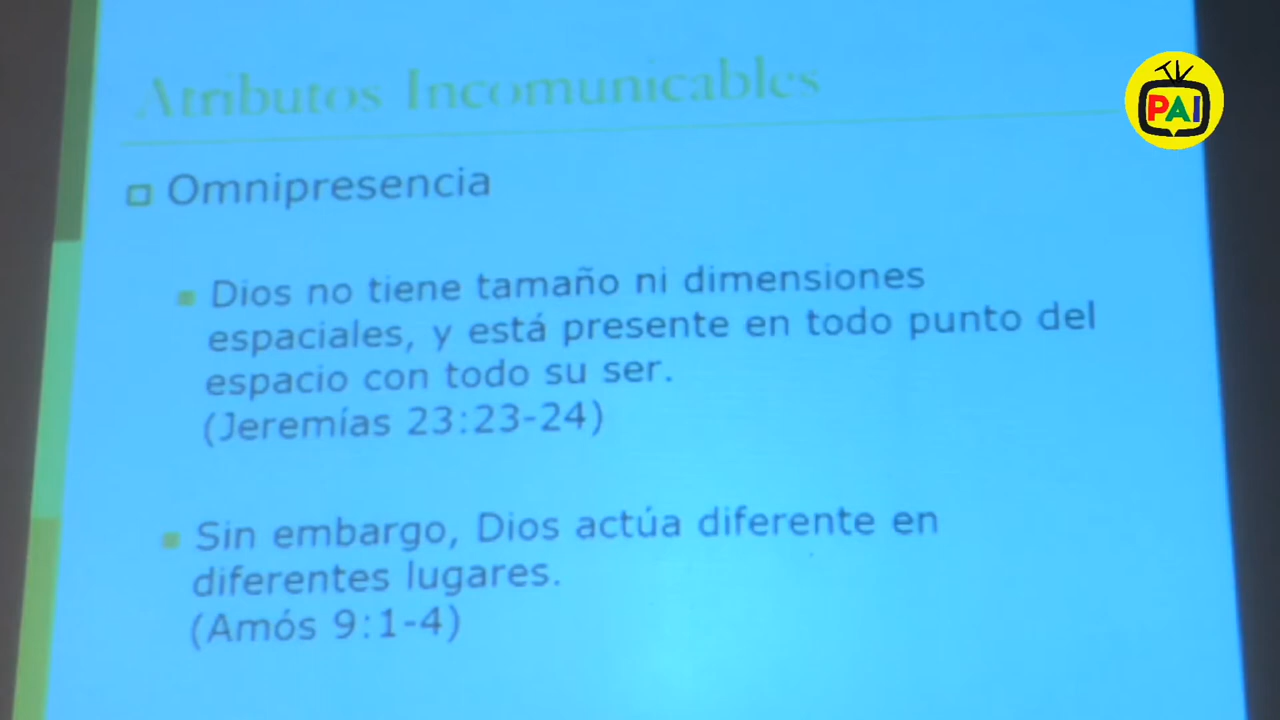 Atributos Incomunicables
PAI
Omnipresencia
Dios no tiene tamaño ni dimensiones
espaciales, y está presente en todo punto del
espacio con todo su ser.
(Jeremías 23:23-24)
Sin embargo, Dios actúa diferente en
diferentes lugares.
(Amós 9:1-4)